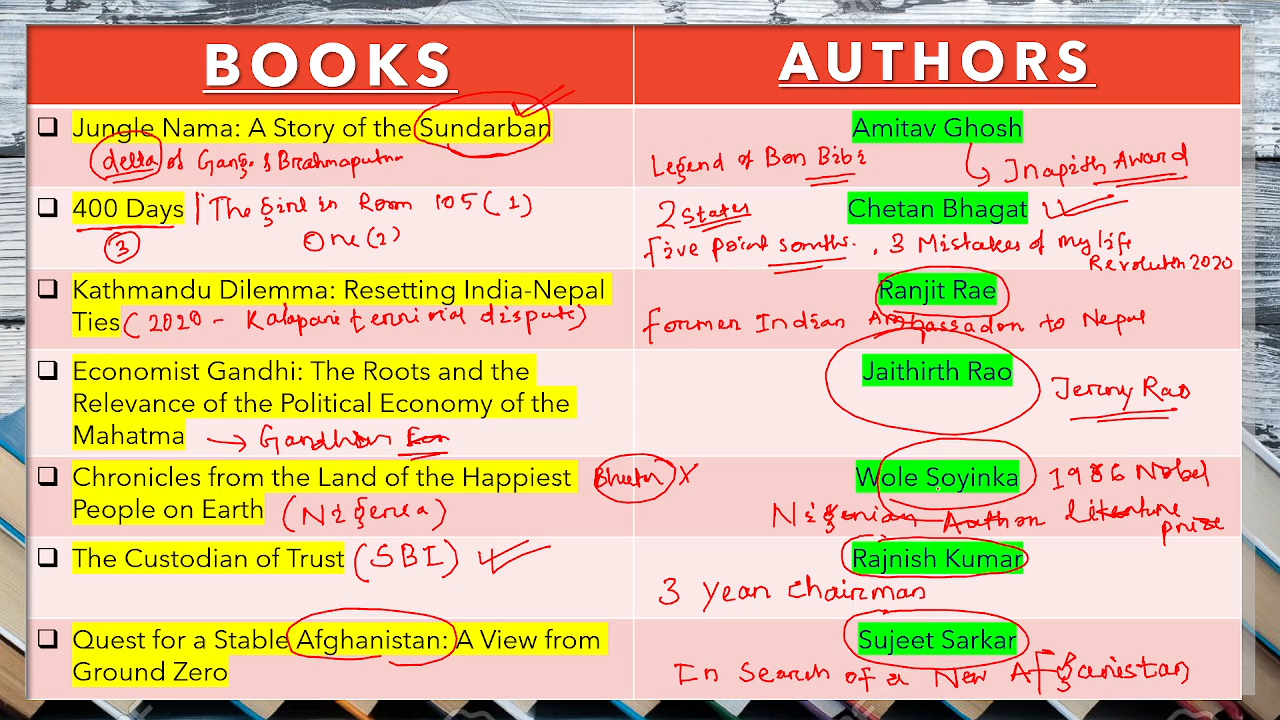 BOOKS
AUTHORS
Jungle Nama: A Story of the Sundarban
Amitav Ghosh
delta of Ganga & Brahmaputra
Legend of Bon Bibi
Jnapith Award
400 Days
The Girl in Room 105 (1)
2 States
Chetan Bhagat
3
One (2)
Five point
, 3 Mistakes of my life
Revolution 2020
Kathmandu Dilemma: Resetting India-Nepal
Ranjit Rae
Ties
(2020 - Kalapani territorial dispute)
Former Indian Ambassador to Nepal
Economist Gandhi: The Roots and the
Jaithirth Rao
Relevance of the Political Economy of the
Jerry Rao
Mahatma
Chronicles from the Land of the Happiest
Bhutan X
Wole Soyinka
1986 Nobel
People on Earth
(Nigeria)
Nigerian Author Literature
prize
The Custodian of Trust
(SBI)
Rajnish Kumar
3 year chairman
Quest for a Stable Afghanistan: A View from
Sujeet Sarkar
Ground Zero
In Search of a New Afganistan